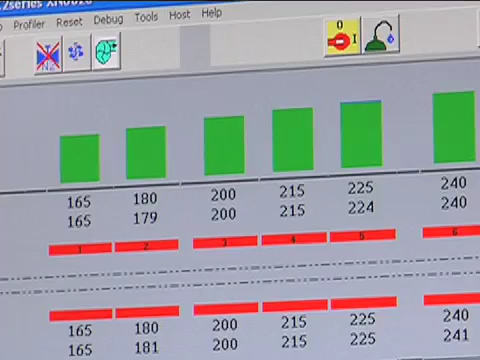 Profiler Reset Debug Tools Host Help
0
I
N2
165 180 200 215 225 240
165 179 200 215 224 240
1 2 3 4 5 6
165 180 200 215 225 240
165 181 200 215 225 241